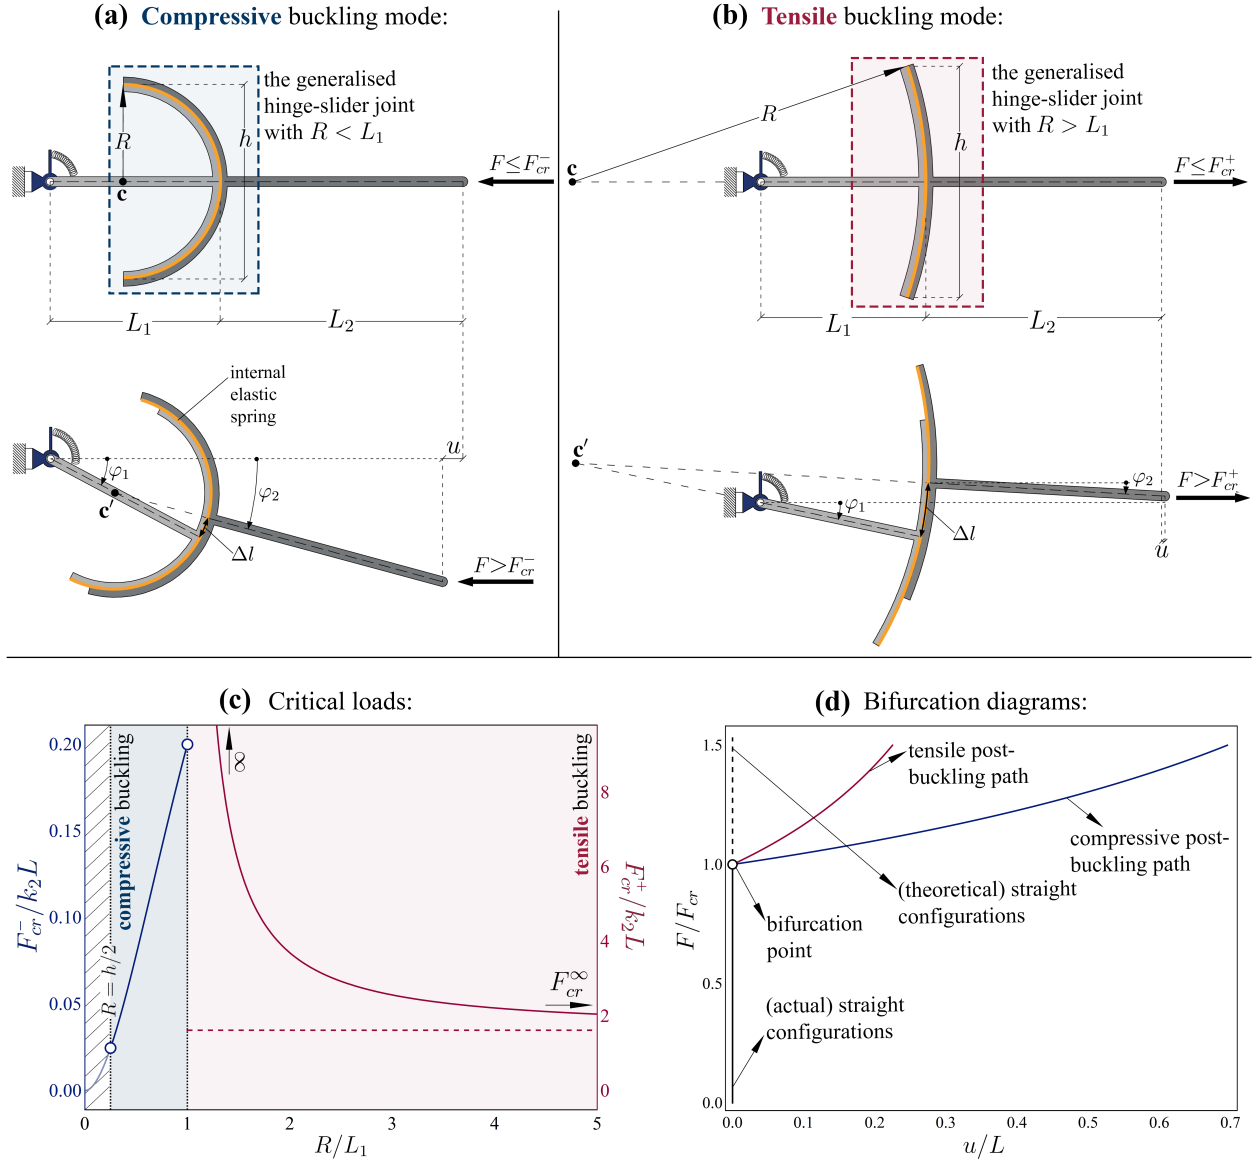 (a) Compressive buckling mode:
the generalised
hinge-slider joint
with R < L₁
R
h
c
F≤F⁻cr
L₁
L₂
internal
elastic
spring
u
φ₁
φ₂
c′
Δl
F>F⁻cr
(b) Tensile buckling mode:
the generalised
hinge-slider joint
with R > L₁
R
h
c
F≤F⁺cr
L₁
L₂
c′
φ₂
φ₁
F>F⁺cr
Δl
u
(c) Critical loads:
F⁻cr/k₂L
0.20
0.15
0.10
0.05
0.00
R = h/2
compressive buckling
∞
tensile buckling
F∞cr
8
6
4
2
0
F⁺cr/k₂L
0 1 2 3 4 5
R/L₁
(d) Bifurcation diagrams:
F/Fcr
1.5
1.0
0.5
0.0
tensile post-
buckling path
compressive post-
buckling path
(theoretical) straight
configurations
bifurcation
point
(actual) straight
configurations
0.0 0.1 0.2 0.3 0.4 0.5 0.6 0.7
u/L